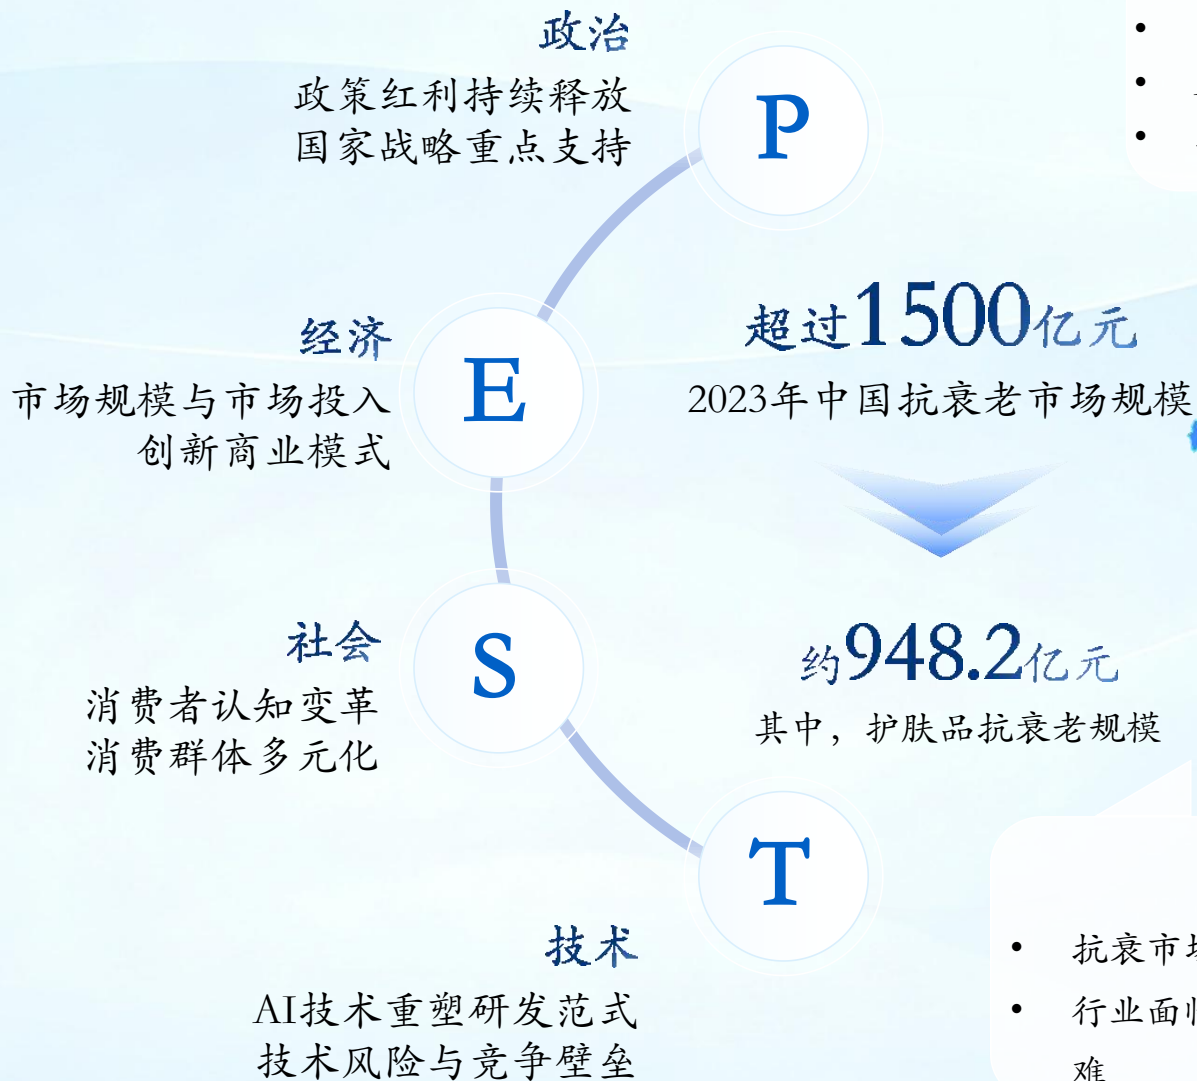 政治
政策红利持续释放
国家战略重点支持
P
经济
市场规模与市场投入
创新商业模式
E
超过1500亿元
2023年中国抗衰老市场规模
社会
消费者认知变革
消费群体多元化
S
约948.2亿元
其中，护肤品抗衰老规模
T
技术
AI技术重塑研发范式
技术风险与竞争壁垒
• 抗衰市
• 行业面
难